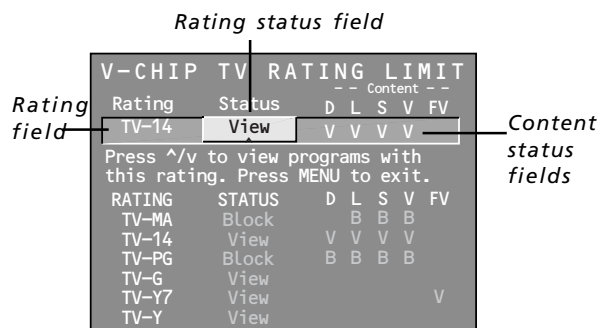 Rating status field
V-CHIP TV RATING LIMIT
-- Content --
Rating Status D L S V FV
Rating field
TV-14 View V V V V
Content status fields
Press ^/v to view programs with
this rating. Press MENU to exit.
RATING STATUS D L S V FV
TV-MA Block B B B
TV-14 View V V V V
TV-PG Block B B B B
TV-G View
TV-Y7 View V
TV-Y View